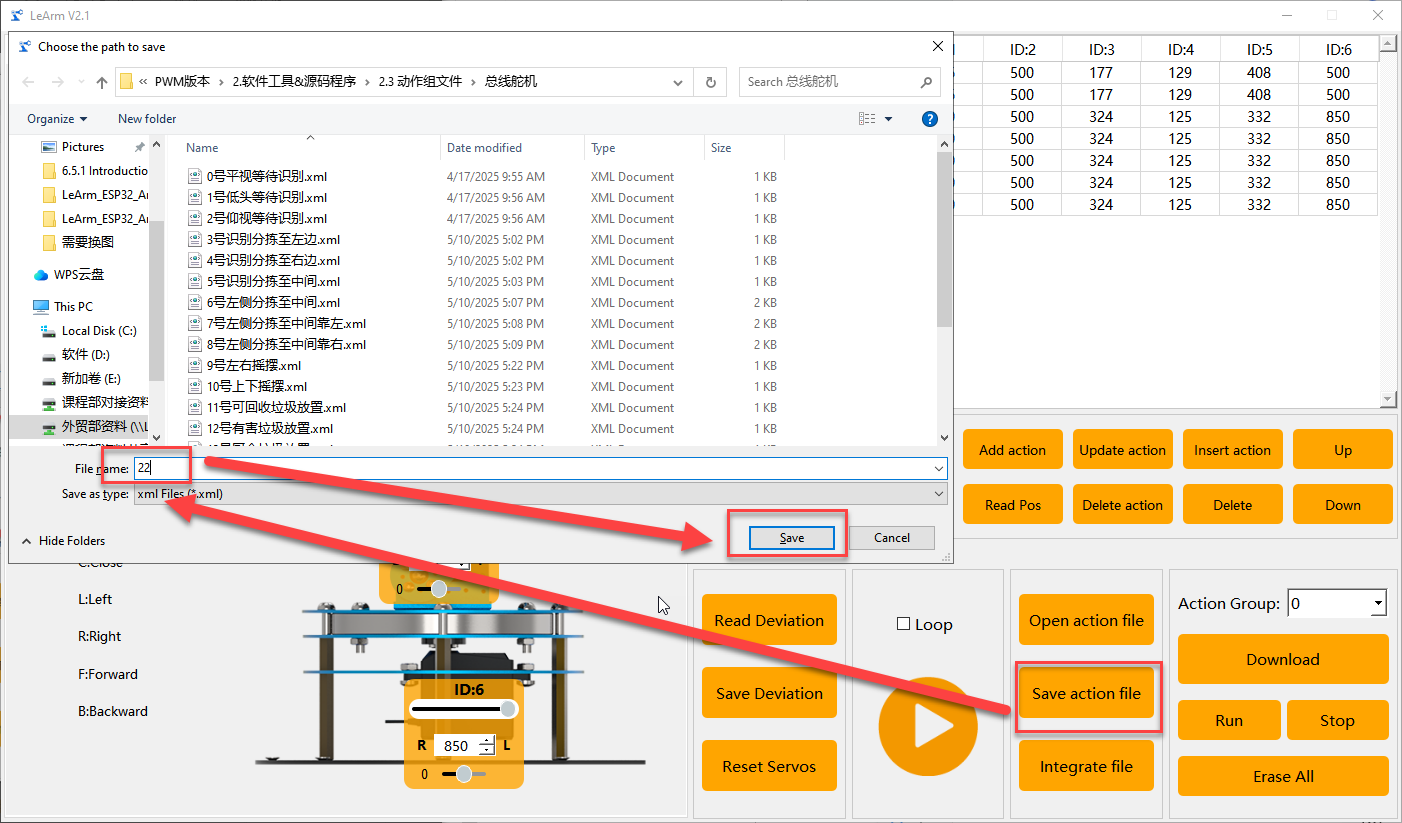 LeArm V2.1
Choose the path to save
« PWM版本 › 2.软件工具&源码程序 › 2.3 动作组文件 › 总线舵机
Search 总线舵机
Organize
New folder
Pictures
6.5.1 Introductio
LeArm_ESP32_Ar
LeArm_ESP32_Ar
需要换图
WPS云盘
This PC
Local Disk (C:)
软件 (D:)
新加卷 (E:)
课程部对接资料
外贸部资料 (\\L
Name Date modified Type Size
0号平视等待识别.xml 4/17/2025 9:55 AM XML Document 1 KB
1号低头等待识别.xml 4/17/2025 9:56 AM XML Document 1 KB
2号仰视等待识别.xml 4/17/2025 9:56 AM XML Document 1 KB
3号识别分拣至左边.xml 5/10/2025 5:02 PM XML Document 1 KB
4号识别分拣至右边.xml 5/10/2025 5:02 PM XML Document 1 KB
5号识别分拣至中间.xml 5/10/2025 5:03 PM XML Document 1 KB
6号左侧分拣至中间.xml 5/10/2025 5:07 PM XML Document 2 KB
7号左侧分拣至中间靠左.xml 5/10/2025 5:08 PM XML Document 2 KB
8号左侧分拣至中间靠右.xml 5/10/2025 5:09 PM XML Document 2 KB
9号左右摇摆.xml 5/10/2025 5:22 PM XML Document 1 KB
10号上下摇摆.xml 5/10/2025 5:23 PM XML Document 1 KB
11号可回收垃圾放置.xml 5/10/2025 5:24 PM XML Document 1 KB
12号有害垃圾放置.xml 5/10/2025 5:24 PM XML Document 1 KB
File name: 22
Save as type: xml Files (*.xml)
Hide Folders
Save
Cancel
ID:2 ID:3 ID:4 ID:5 ID:6
500 177 129 408 500
500 177 129 408 500
500 324 125 332 850
500 324 125 332 850
500 324 125 332 850
500 324 125 332 850
500 324 125 332 850
Add action
Update action
Insert action
Up
Read Pos
Delete action
Delete
Down
C:Close
L:Left
R:Right
F:Forward
B:Backward
0
ID:6
R 850 L
0
Read Deviation
Save Deviation
Reset Servos
Loop
Open action file
Save action file
Integrate file
Action Group: 0
Download
Run
Stop
Erase All